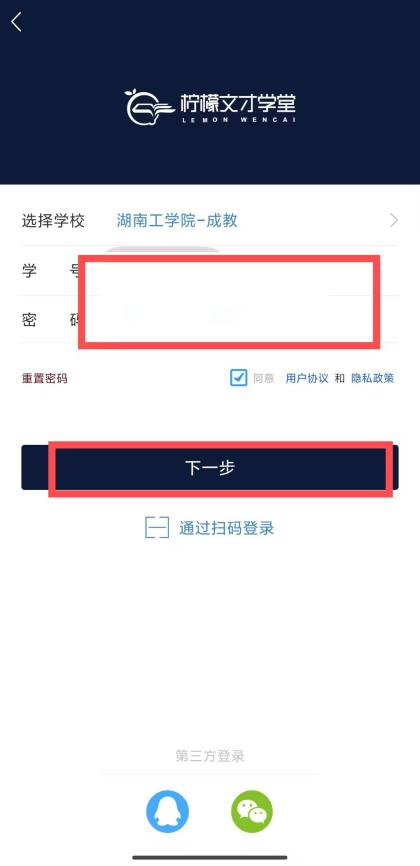 柠檬文才学堂
LEMON WENCAI
选择学校 湖南工学院-成教
学 号
密 码
重置密码 同意 用户协议 和 隐私政策
下一步
通过扫码登录
第三方登录